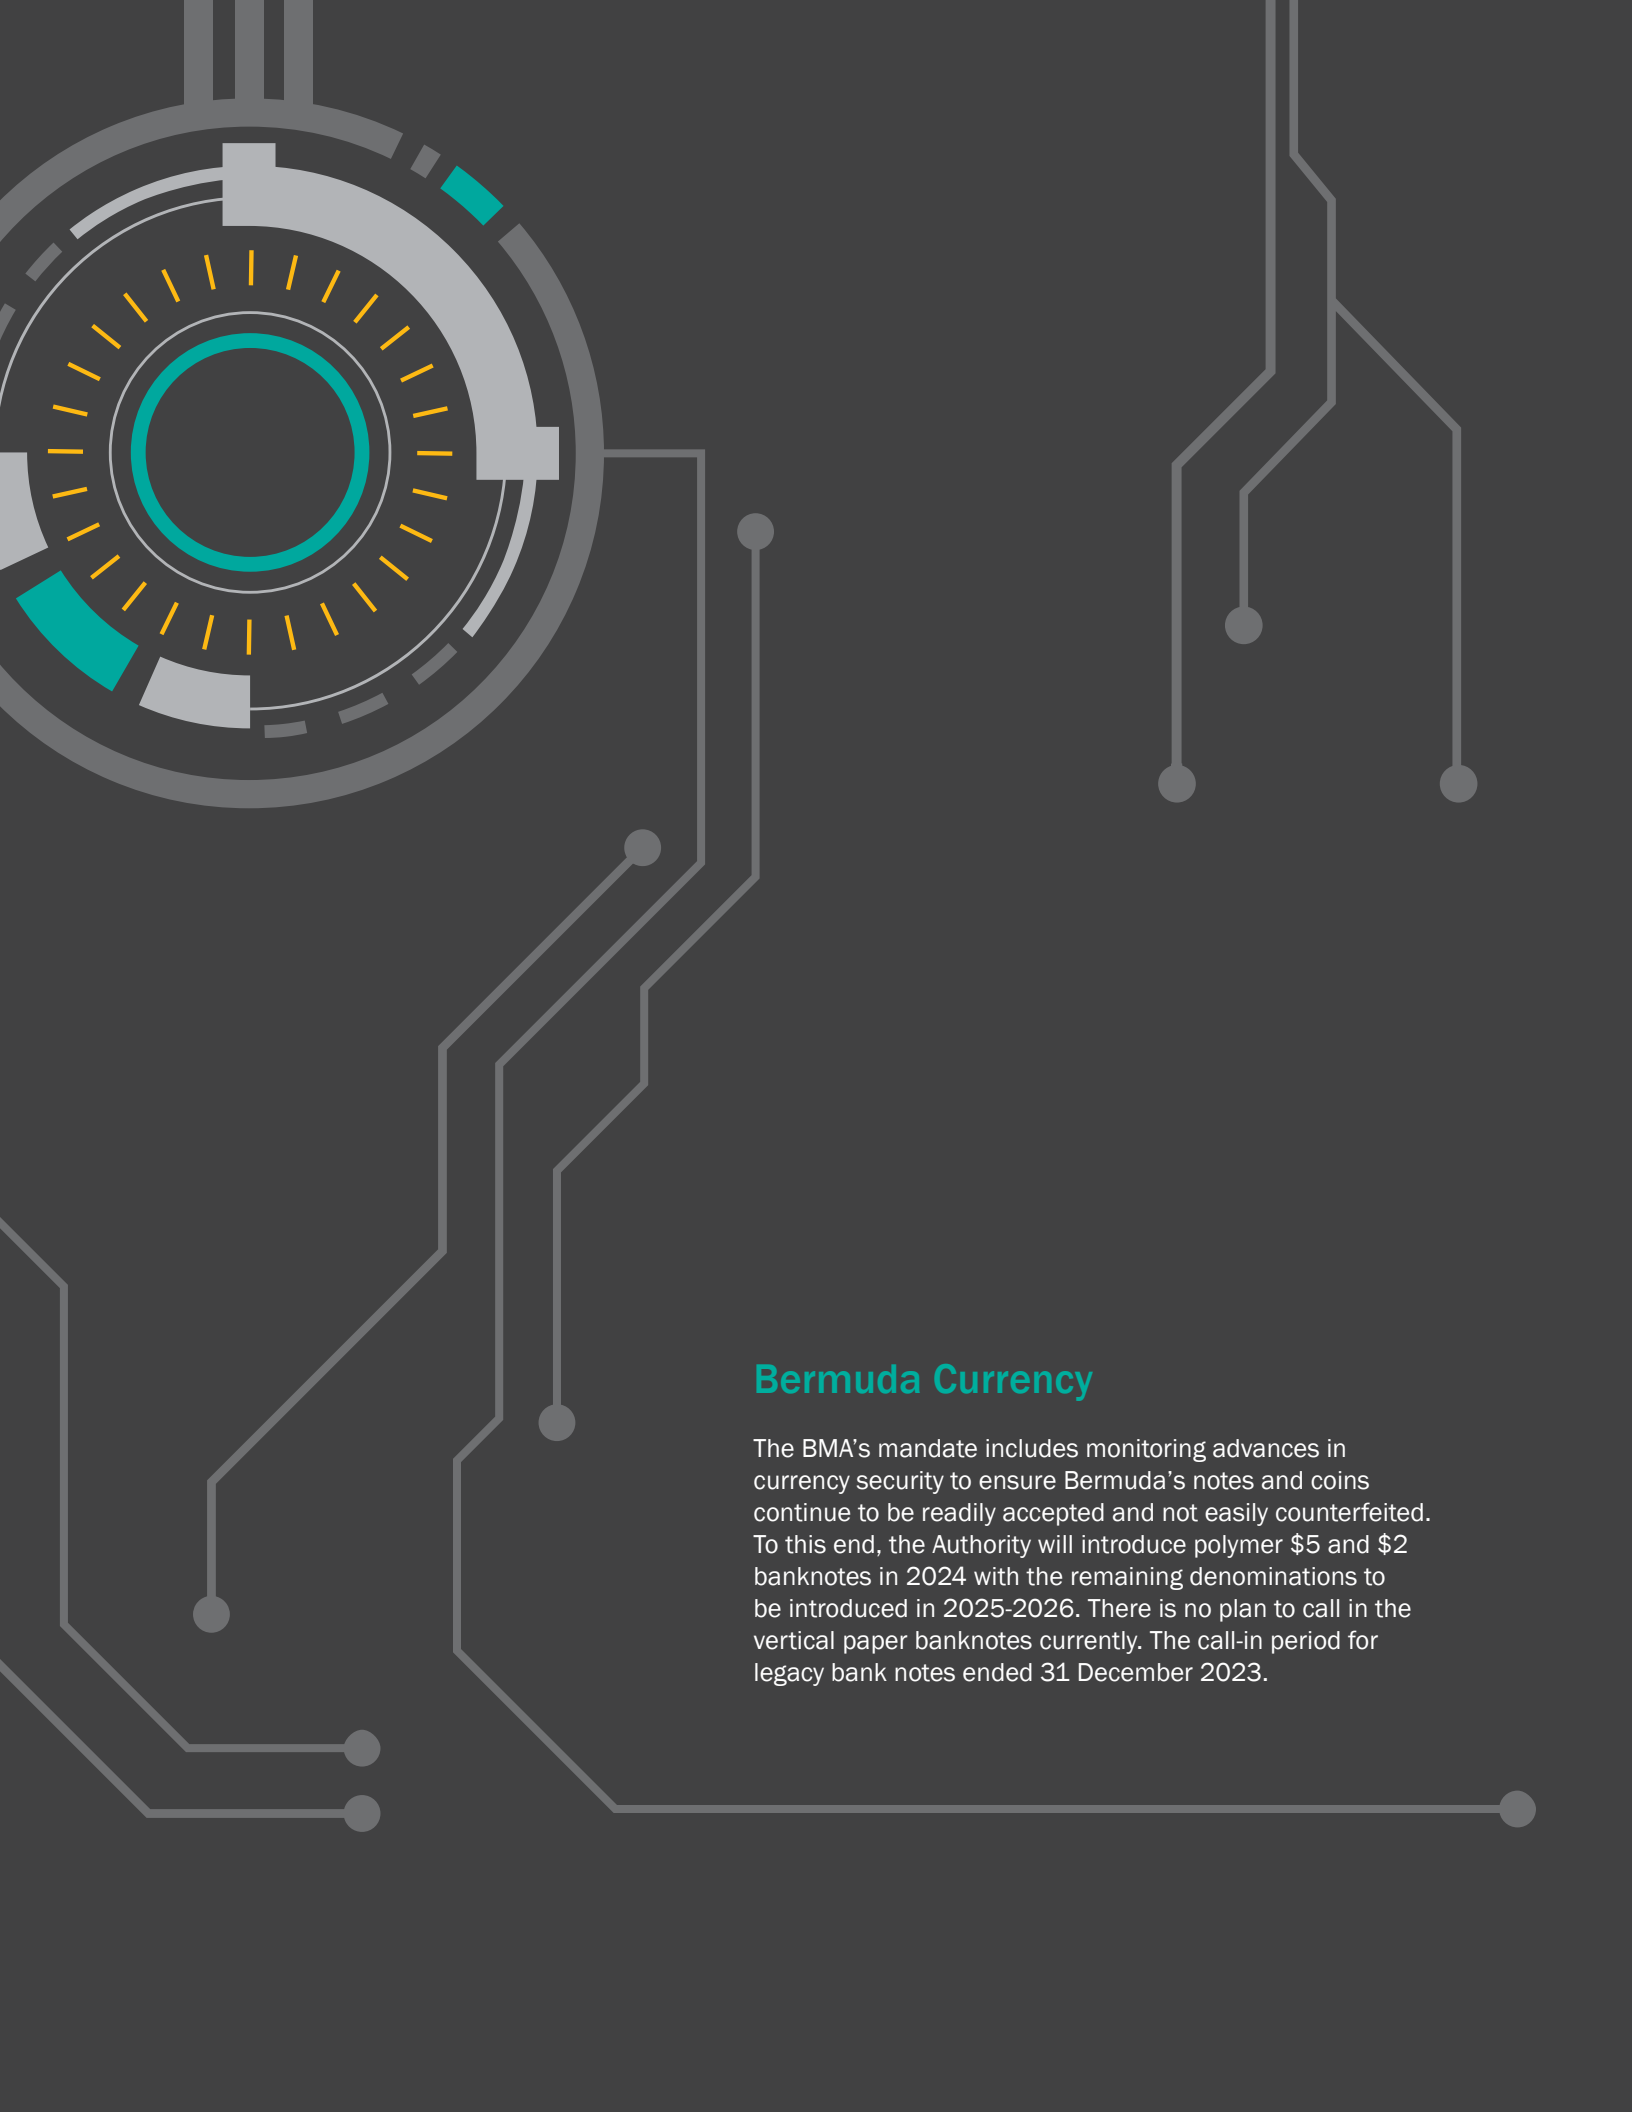 Bermuda Currency
The BMA’s mandate includes monitoring advances in
currency security to ensure Bermuda’s notes and coins
continue to be readily accepted and not easily counterfeited.
To this end, the Authority will introduce polymer $5 and $2
banknotes in 2024 with the remaining denominations to
be introduced in 2025-2026. There is no plan to call in the
vertical paper banknotes currently. The call-in period for
legacy bank notes ended 31 December 2023.